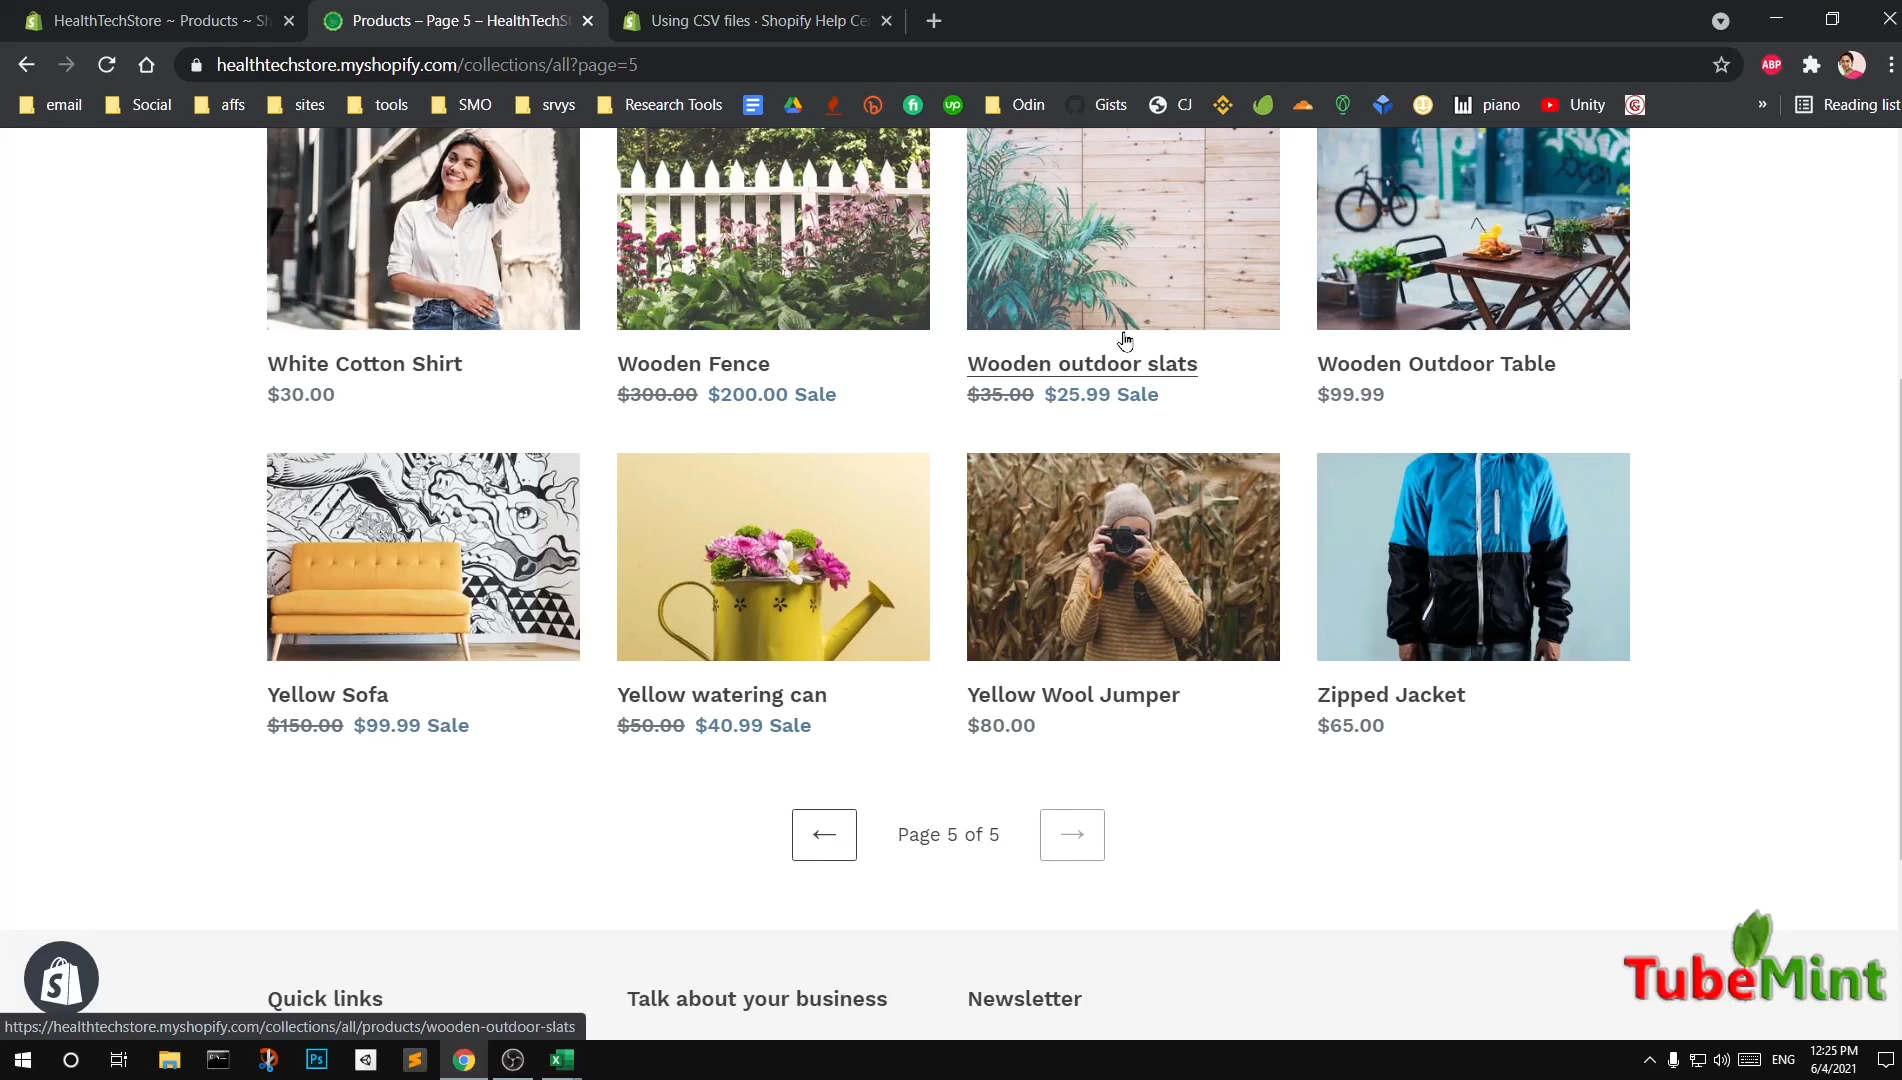 HealthTechStore ~ Products ~ Sh
Products – Page 5 – HealthTechSt
Using CSV files · Shopify Help Ce
healthtechstore.myshopify.com/collections/all?page=5
ABP
email
Social
affs
sites
tools
SMO
srvys
Research Tools
Odin
Gists
CJ
piano
Unity
»
Reading list
White Cotton Shirt
$30.00
Wooden Fence
$300.00 $200.00 Sale
Wooden outdoor slats
$35.00 $25.99 Sale
Wooden Outdoor Table
$99.99
Yellow Sofa
$150.00 $99.99 Sale
Yellow watering can
$50.00 $40.99 Sale
Yellow Wool Jumper
$80.00
Zipped Jacket
$65.00
← Page 5 of 5 →
Quick links
Talk about your business
Newsletter
TubeMint
https://healthtechstore.myshopify.com/collections/all/products/wooden-outdoor-slats
Ps
ENG
12:25 PM
6/4/2021